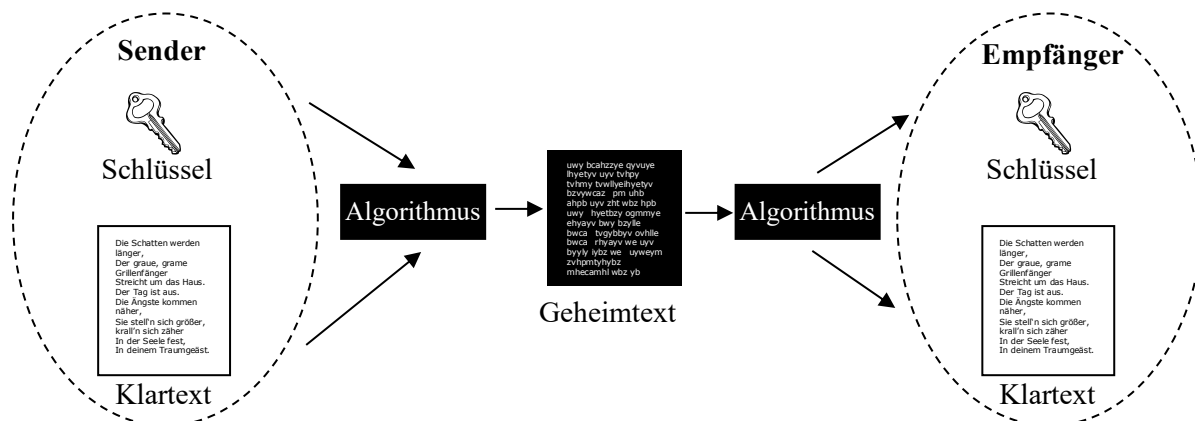 Sender
Schlüssel
Die Schatten werden
länger,
Der graue, grame
Grillenfänger
Streicht um das Haus.
Der Tag ist aus.
Die Ängste kommen
näher,
Sie stell'n sich größer,
krall'n sich zäher
In der Seele fest,
In deinem Traumgeäst.
Klartext
Algorithmus
uwy bcahzzye qyvuye
lhyetyv uyv tvhpy
tvhmy tvwllyeihyetyv
bzvywcaz pm uhb
ahpb uyv zht wbz hpb
uwy hyetbzy ogmmye
ehyayv bwy bzylle
bwca tvgybbyv ovhlle
bwca rhyayv we uyv
byyly iybz we uyweym
zvhpmtyhybz
mhecamhl wbz yb
Geheimtext
Algorithmus
Empfänger
Schlüssel
Die Schatten werden
länger,
Der graue, grame
Grillenfänger
Streicht um das Haus.
Der Tag ist aus.
Die Ängste kommen
näher,
Sie stell'n sich größer,
krall'n sich zäher
In der Seele fest,
In deinem Traumgeäst.
Klartext